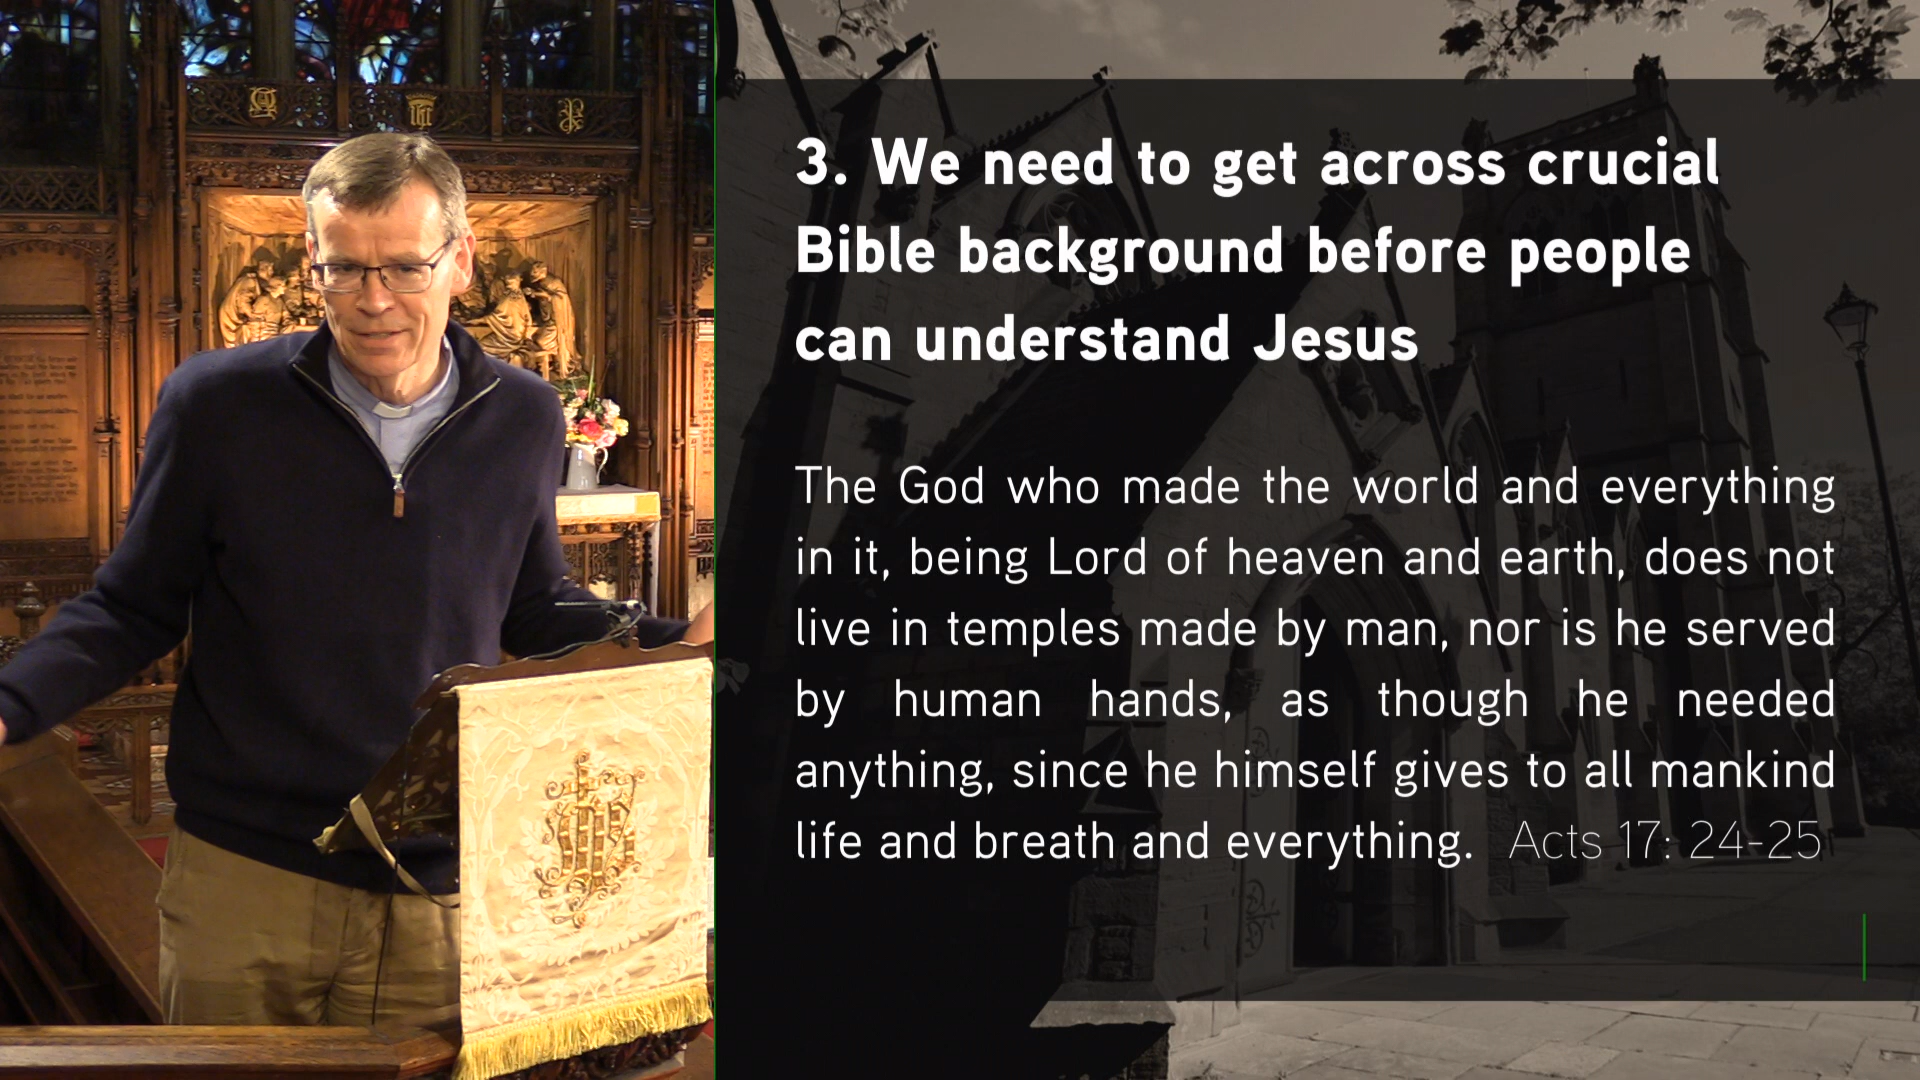 3. We need to get across crucial
Bible background before people
can understand Jesus
The God who made the world and everything
in it, being Lord of heaven and earth, does not
live in temples made by man, nor is he served
by human hands, as though he needed
anything, since he himself gives to all mankind
life and breath and everything. Acts 17: 24-25